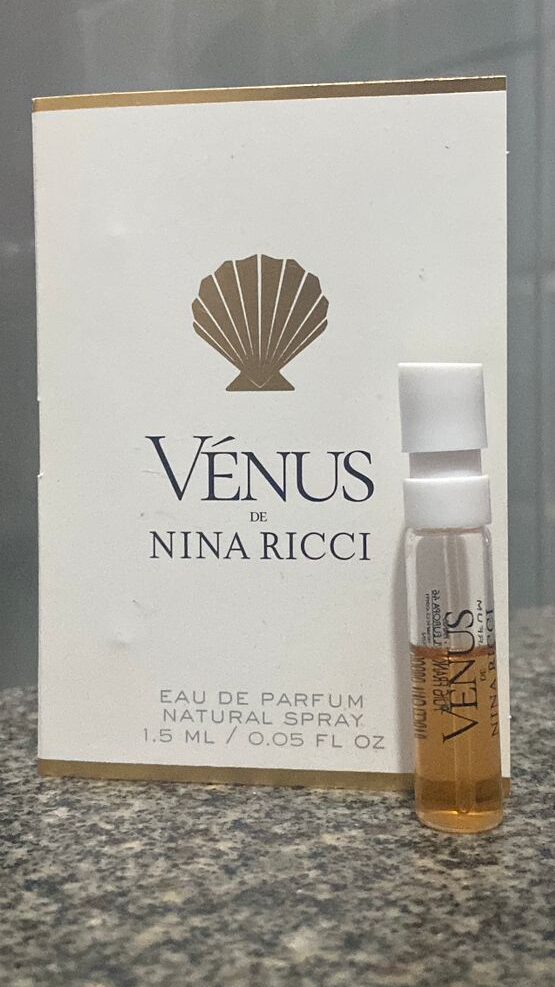 VÉNUS
DE
NINA RICCI
EAU DE PARFUM
NATURAL SPRAY
1.5 ML / 0.05 FL OZ
VÉNUS
DE
NINA RICCI